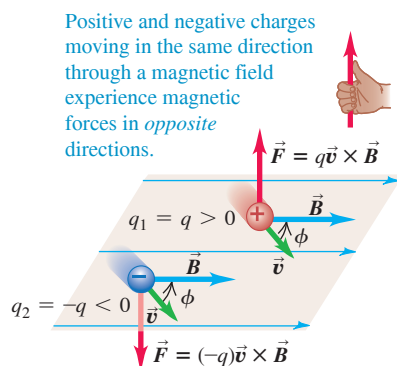 Positive and negative charges
moving in the same direction
through a magnetic field
experience magnetic
forces in opposite
directions.
F⃗ = qv⃗ × B⃗
q₁ = q > 0
+
B⃗
ϕ
v⃗
−
B⃗
ϕ
q₂ = −q < 0
v⃗
F⃗ = (−q)v⃗ × B⃗